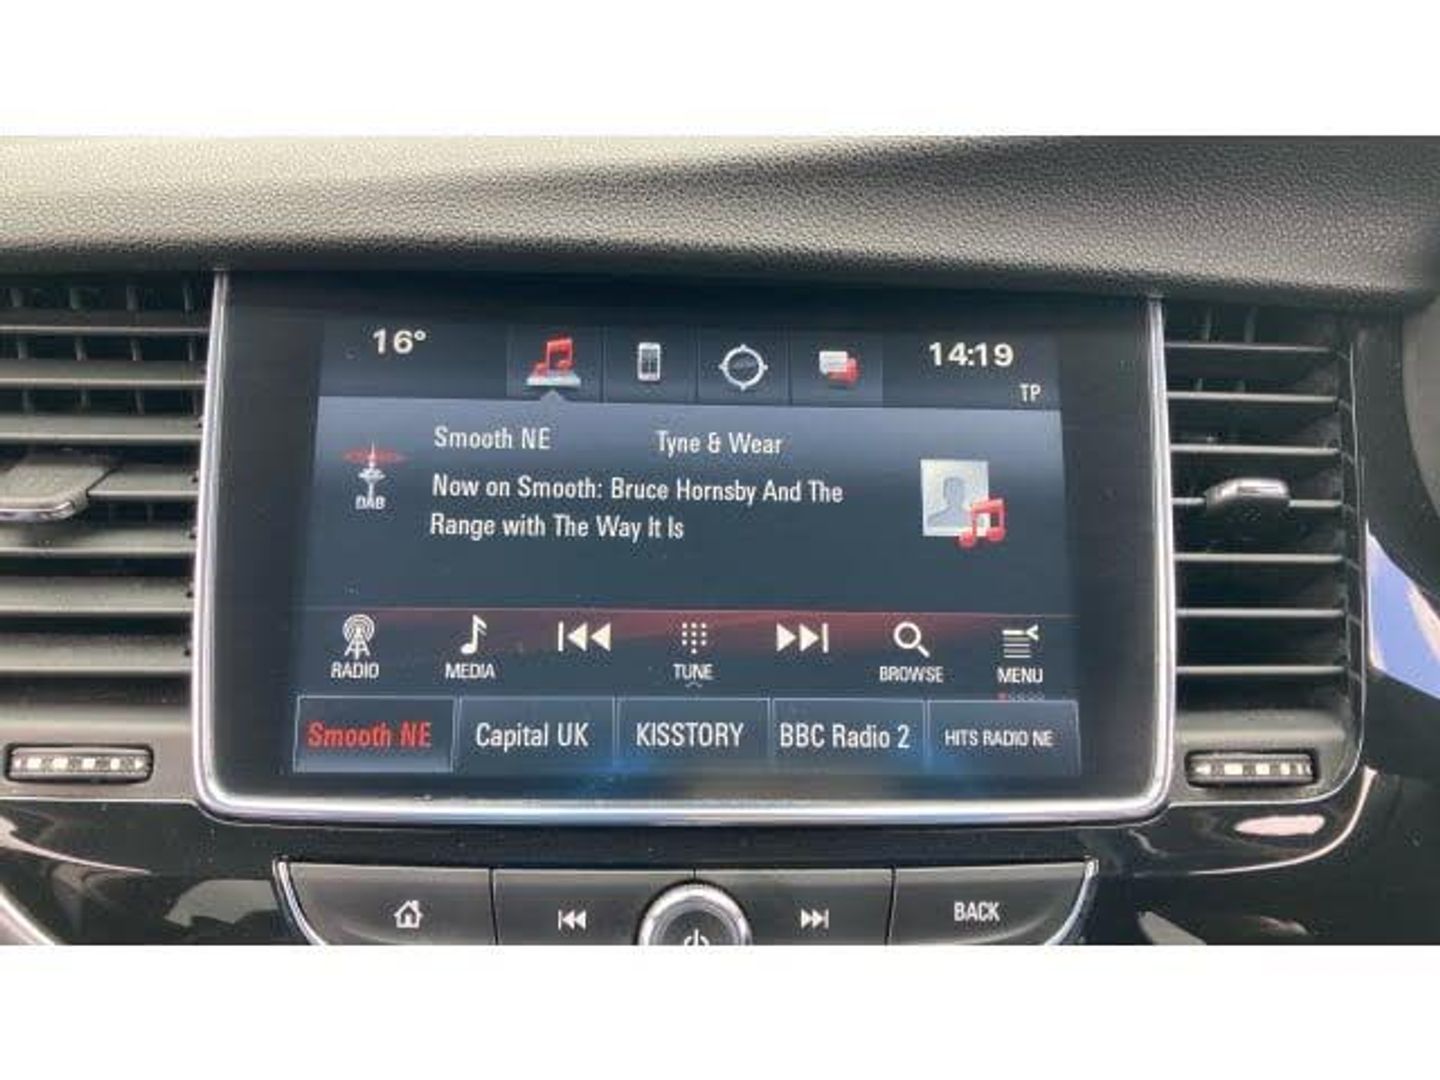 16° 14:19
TP
Smooth NE Tyne & Wear
DAB
Now on Smooth: Bruce Hornsby And The
Range with The Way It Is
RADIO MEDIA TUNE BROWSE MENU
Smooth NE Capital UK KISSTORY BBC Radio 2 HITS RADIO NE
BACK